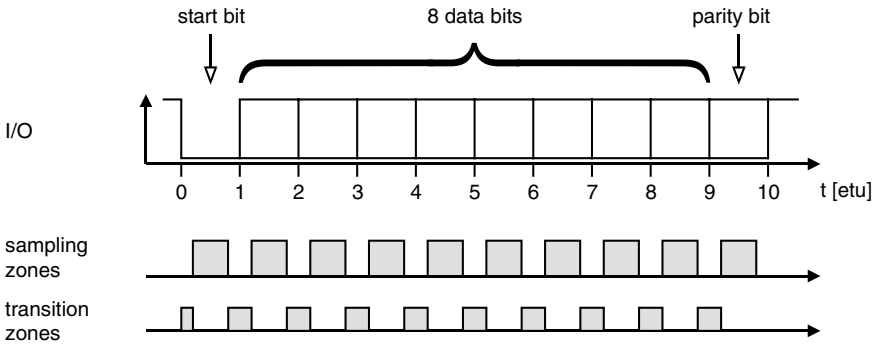 start bit
8 data bits
parity bit
I/O
0 1 2 3 4 5 6 7 8 9 10 t [etu]
sampling
zones
transition
zones